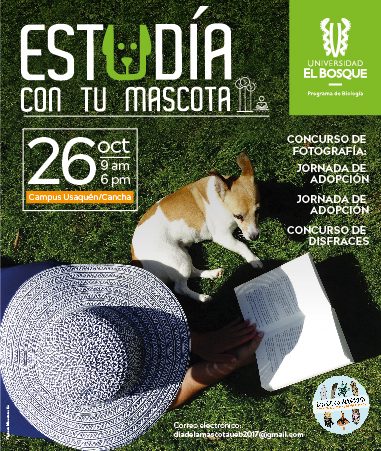 ESTUDÍA
CON TU MASCOTA
UNIVERSIDAD
EL BOSQUE
Programa de Biología
26 oct
9 am
6 pm
Campus Usaquén/Cancha
CONCURSO DE
FOTOGRAFÍA:
JORNADA DE
ADOPCIÓN
JORNADA DE
ADOPCIÓN
CONCURSO DE
DISFRACES
Correo electrónico:
diadelamascotaueb2017@gmail.com